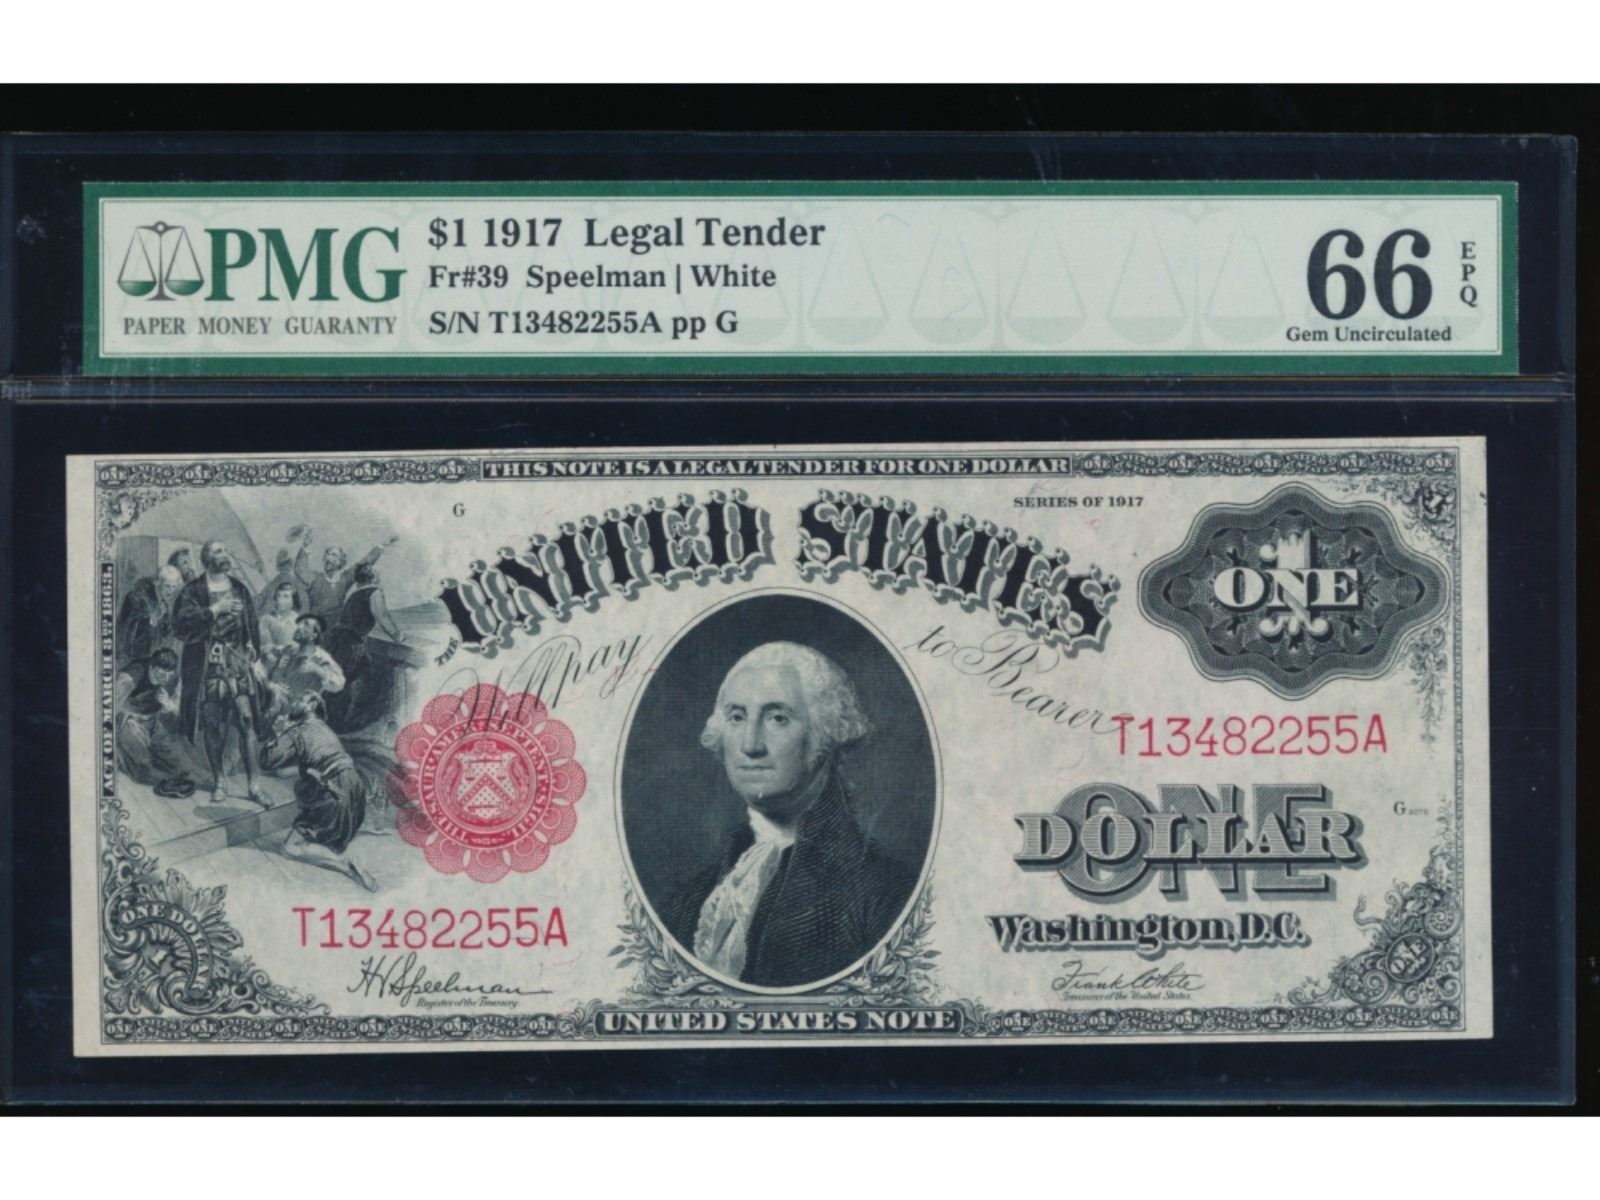 PMG
PAPER MONEY GUARANTY
$1 1917 Legal Tender
Fr#39 Speelman | White
S/N T13482255A pp G
66 EPQ
Gem Uncirculated
THIS NOTE IS A LEGAL TENDER FOR ONE DOLLAR
G
SERIES OF 1917
THE UNITED STATES
ONE
ACT OF MARCH 3RD 1863.
Will pay to Bearer
T13482255A
ONE
DOLLAR
G
Washington, D.C.
ONE DOLLAR
T13482255A
HV Speelman
Register of the Treasury.
Frank White
Treasurer of the United States.
ONE
UNITED STATES NOTE